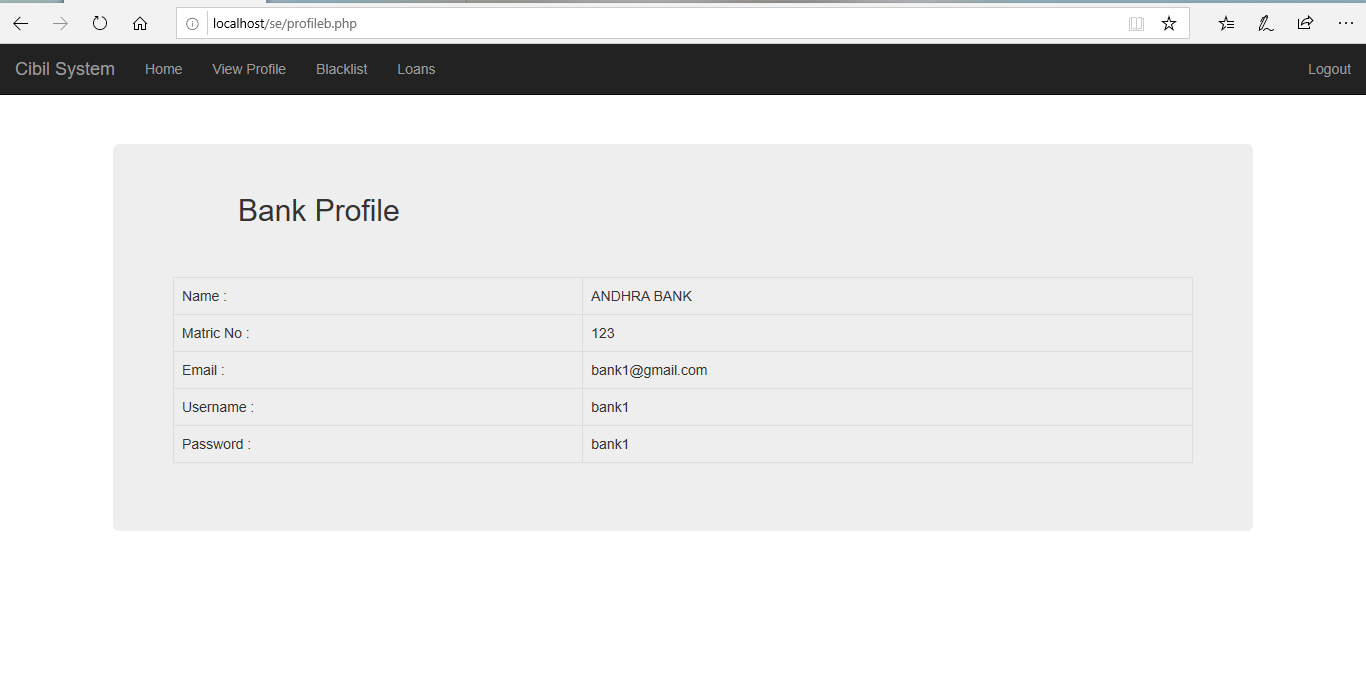 localhost/se/profileb.php
Cibil System Home View Profile Blacklist Loans Logout
Bank Profile
Name : ANDHRA BANK
Matric No : 123
Email : bank1@gmail.com
Username : bank1
Password : bank1